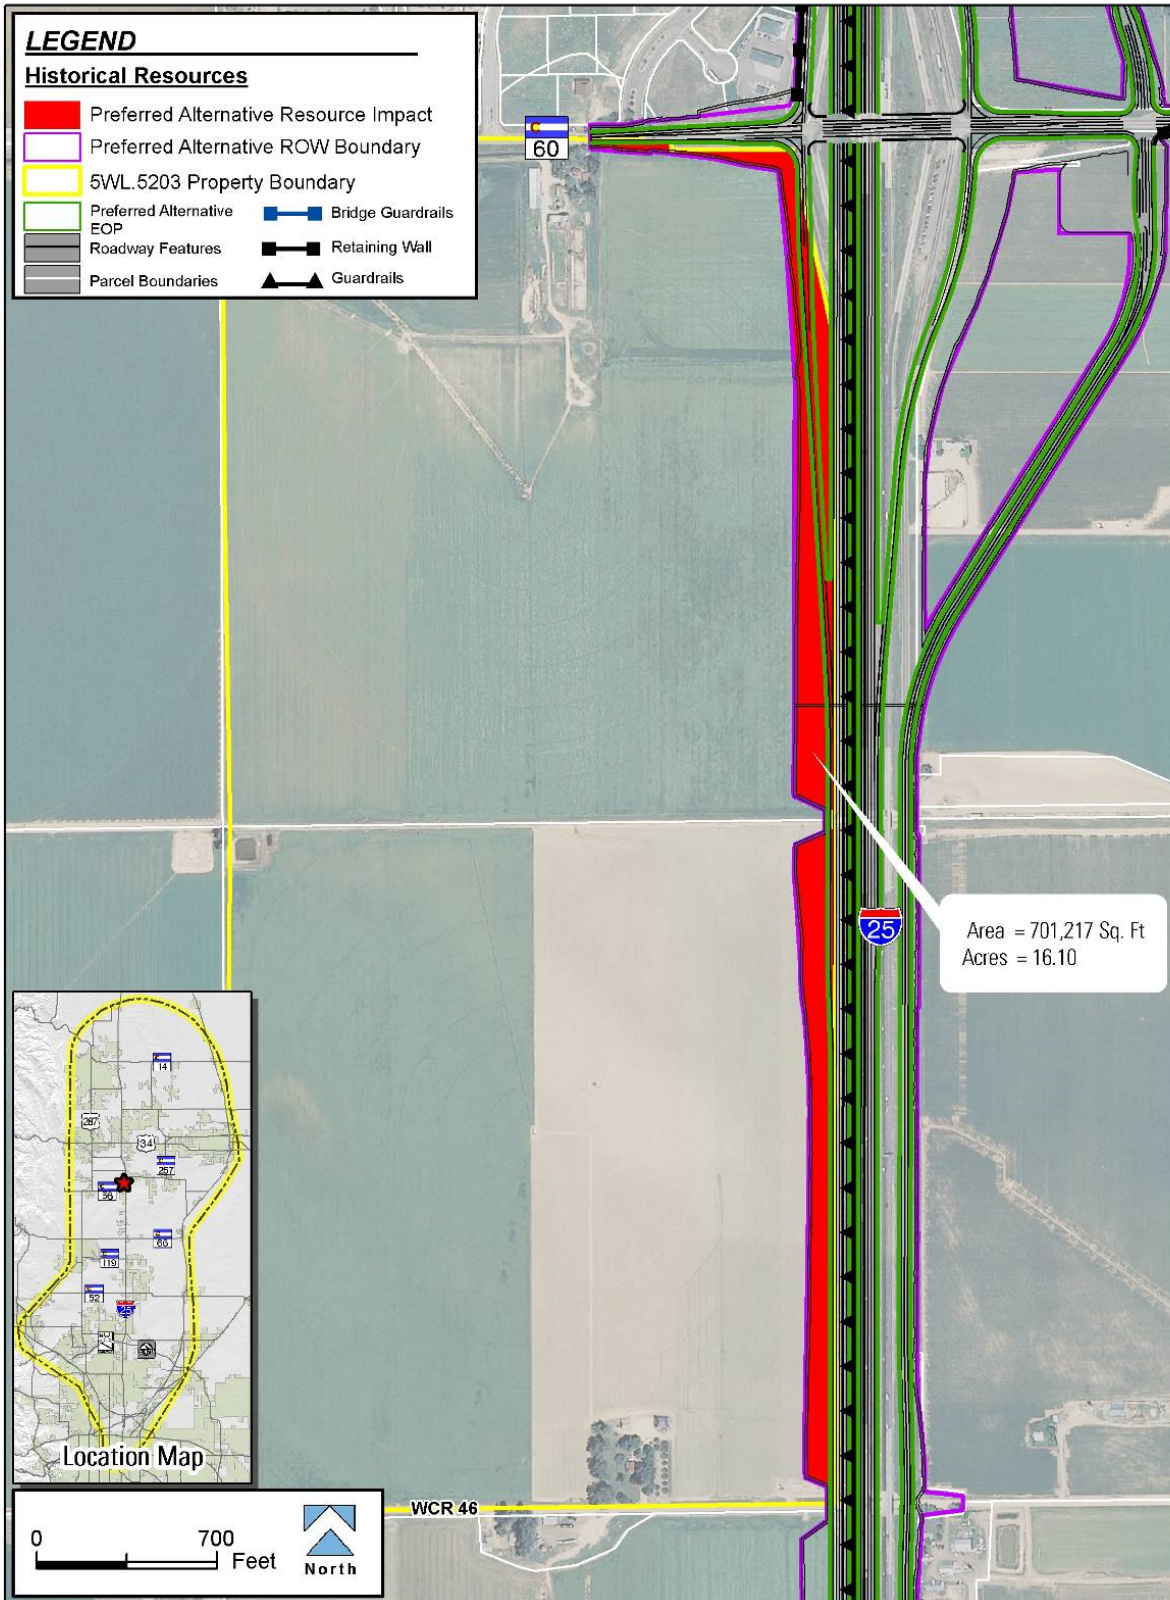 LEGEND
Historical Resources
Preferred Alternative Resource Impact
Preferred Alternative ROW Boundary
5WL.5203 Property Boundary
Preferred Alternative
EOP
Bridge Guardrails
Roadway Features
Retaining Wall
Parcel Boundaries
Guardrails
60
25
Area = 701,217 Sq. Ft
Acres = 16.10
14
287
34
257
56
66
119
52
25
Location Map
WCR 46
0 700
Feet
North